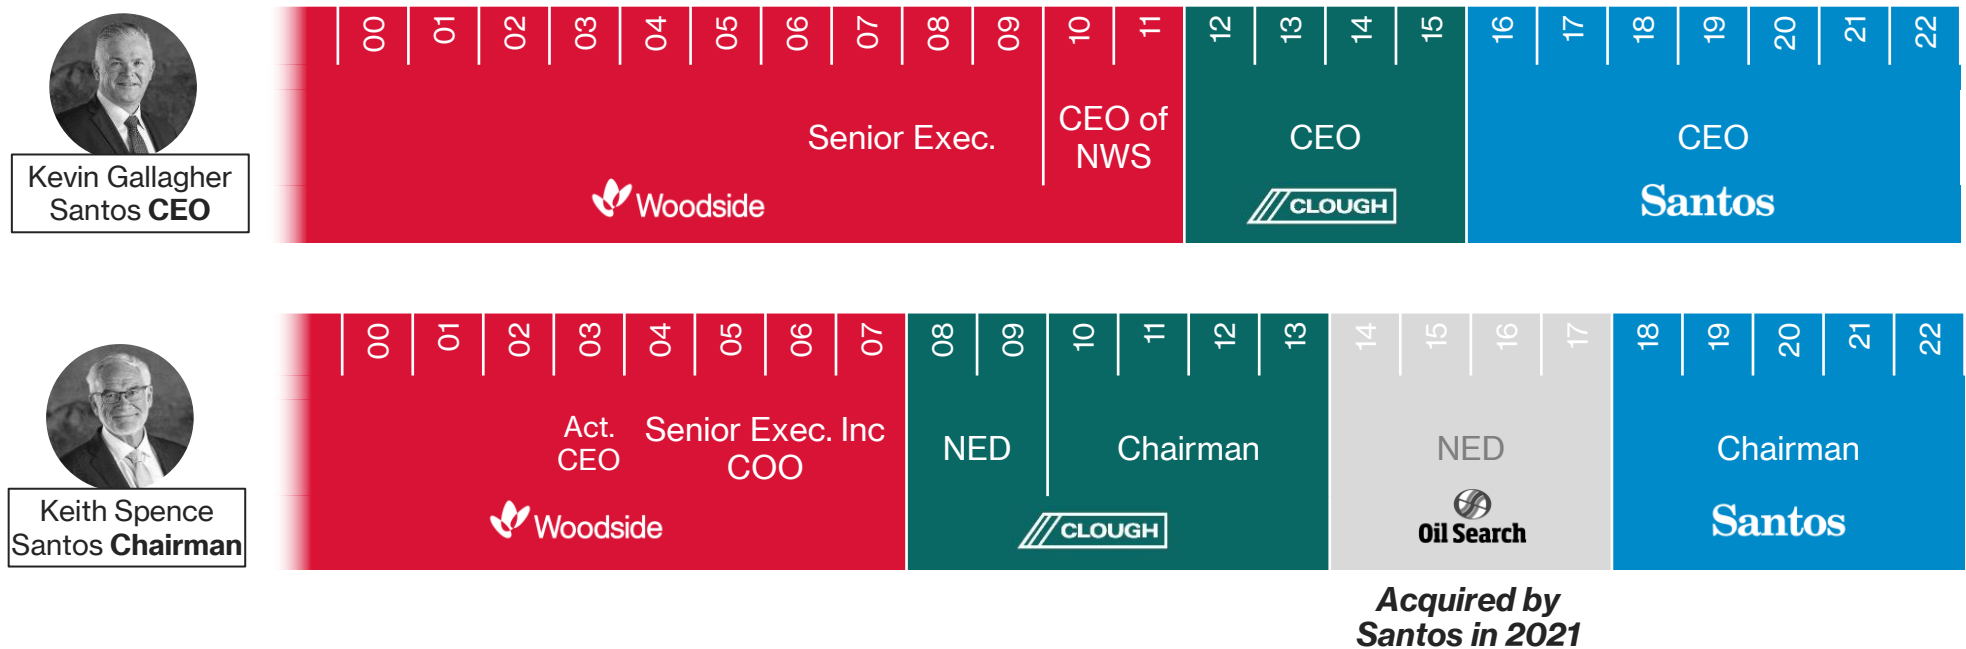 00 01 02 03 04 05 06 07 08 09 10 11 12 13 14 15 16 17 18 19 20 21 22
Senior Exec.
CEO of
NWS
CEO
CEO
Woodside
CLOUGH
Santos
Kevin Gallagher
Santos CEO
00 01 02 03 04 05 06 07 08 09 10 11 12 13 14 15 16 17 18 19 20 21 22
Act.
CEO
Senior Exec. Inc
COO
NED
Chairman
NED
Chairman
Woodside
CLOUGH
Oil Search
Santos
Keith Spence
Santos Chairman
Acquired by
Santos in 2021